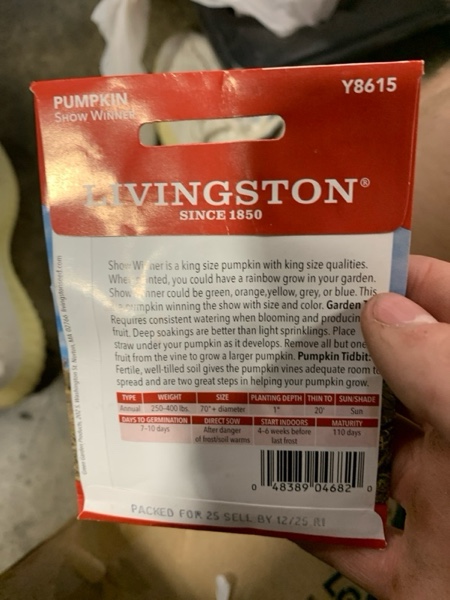 PUMPKIN
SHOW WINNER
Y8615
LIVINGSTON®
SINCE 1850
Show Winner is a king size pumpkin with king size qualities.
When planted, you could have a rainbow grow in your garden.
Show Winner could be green, orange, yellow, grey, or blue. This
pumpkin winning the show with size and color. Garden
Requires consistent watering when blooming and producing
fruit. Deep soakings are better than light sprinklings. Place
straw under your pumpkin as it develops. Remove all but one
fruit from the vine to grow a larger pumpkin. Pumpkin Tidbit:
Fertile, well-tilled soil gives the pumpkin vines adequate room to
spread and are two great steps in helping your pumpkin grow.
TYPE WEIGHT SIZE PLANTING DEPTH THIN TO SUN/SHADE
Annual 250-400 lbs. 70"+ diameter 1" 20' Sun
DAYS TO GERMINATION DIRECT SOW START INDOORS MATURITY
7-10 days After danger of frost/soil warms 4-6 weeks before last frost 110 days
0 48389 04682 0
PACKED FOR 25 SELL BY 12/25 R1